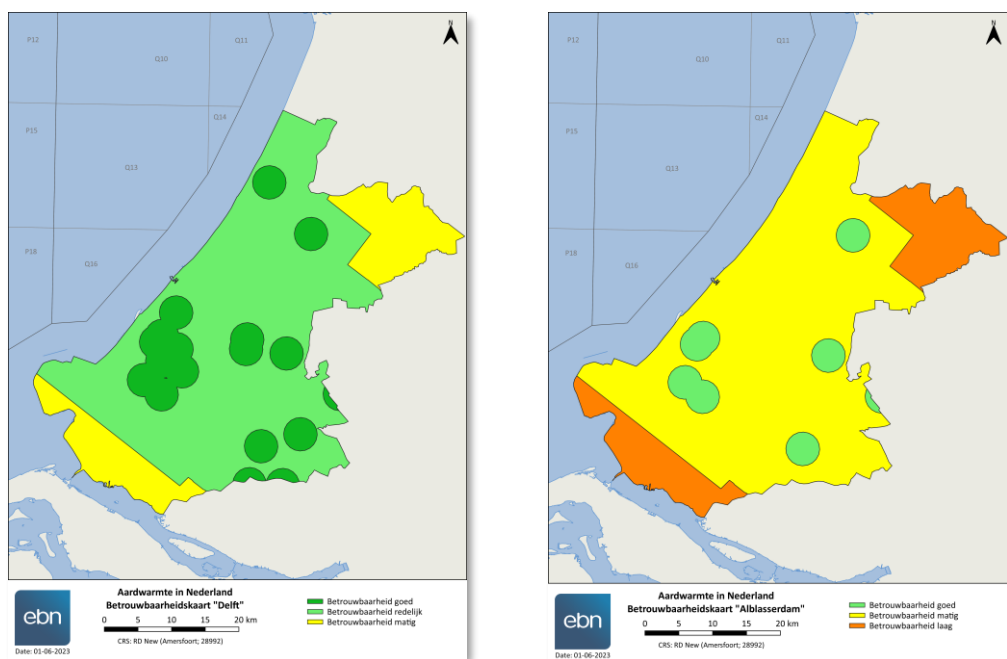 N
P12
Q10
Q11
P15
Q14
Q13
P18
Q16
ebn
Date: 01-06-2023
Aardwarmte in Nederland
Betrouwbaarheidskaart "Delft"
0 5 10 15 20 km
CRS: RD New (Amersfoort; 28992)
Betrouwbaarheid goed
Betrouwbaarheid redelijk
Betrouwbaarheid matig
N
P12
Q10
Q11
P15
Q14
Q13
P18
Q16
ebn
Date: 01-06-2023
Aardwarmte in Nederland
Betrouwbaarheidskaart "Alblasserdam"
0 5 10 15 20 km
CRS: RD New (Amersfoort; 28992)
Betrouwbaarheid goed
Betrouwbaarheid matig
Betrouwbaarheid laag